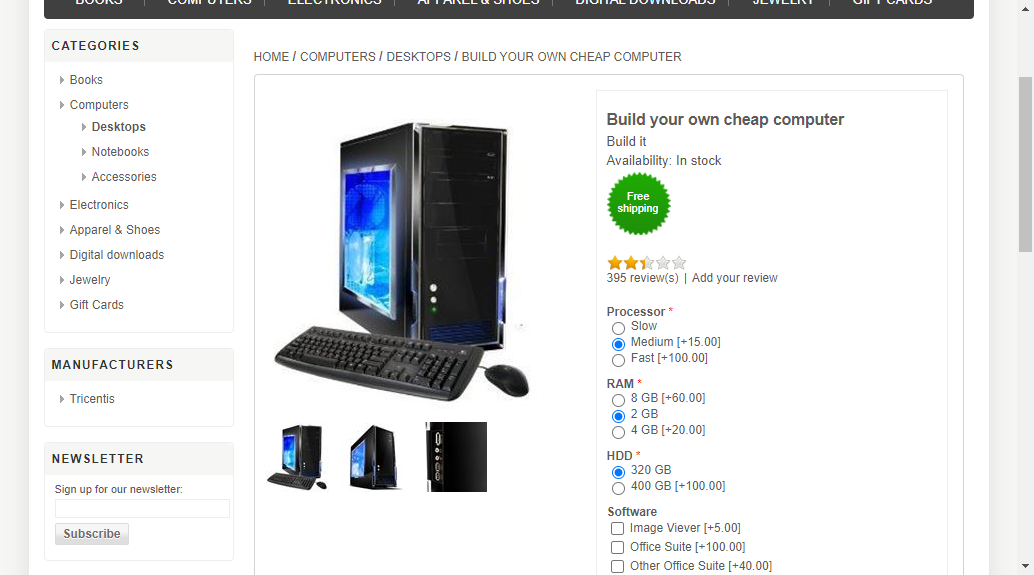 BOOKS COMPUTERS ELECTRONICS APPAREL & SHOES DIGITAL DOWNLOADS JEWELRY GIFT CARDS
CATEGORIES
Books
Computers
Desktops
Notebooks
Accessories
Electronics
Apparel & Shoes
Digital downloads
Jewelry
Gift Cards
MANUFACTURERS
Tricentis
NEWSLETTER
Sign up for our newsletter:
Subscribe
HOME / COMPUTERS / DESKTOPS / BUILD YOUR OWN CHEAP COMPUTER
Build your own cheap computer
Build it
Availability: In stock
Free
shipping
395 review(s) | Add your review
Processor *
Slow
Medium [+15.00]
Fast [+100.00]
RAM *
8 GB [+60.00]
2 GB
4 GB [+20.00]
HDD *
320 GB
400 GB [+100.00]
Software
Image Viever [+5.00]
Office Suite [+100.00]
Other Office Suite [+40.00]